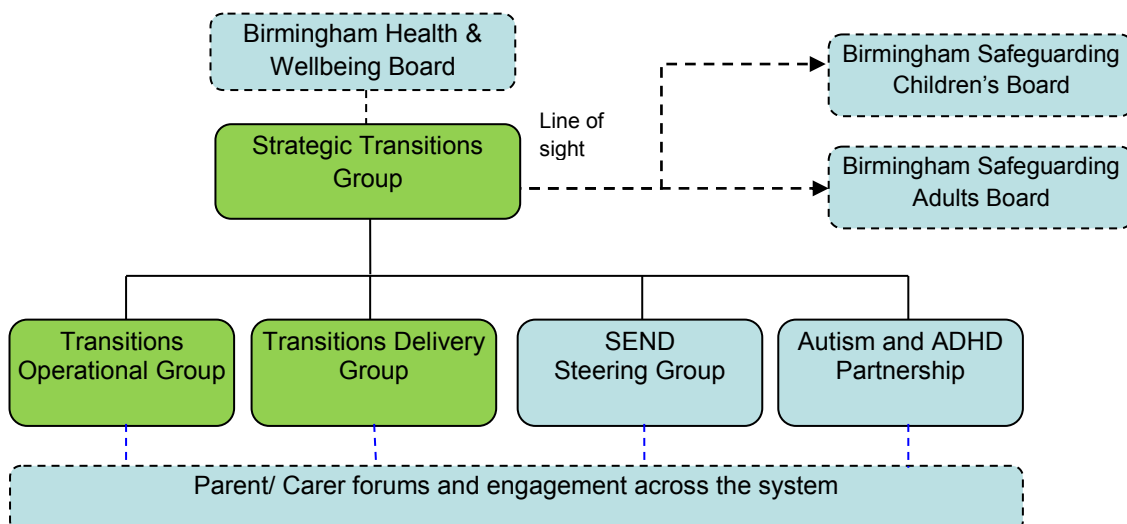 Birmingham Health &
Wellbeing Board
Birmingham Safeguarding
Children’s Board
Line of
sight
Strategic Transitions
Group
Birmingham Safeguarding
Adults Board
Transitions
Operational Group
Transitions Delivery
Group
SEND
Steering Group
Autism and ADHD
Partnership
Parent/ Carer forums and engagement across the system